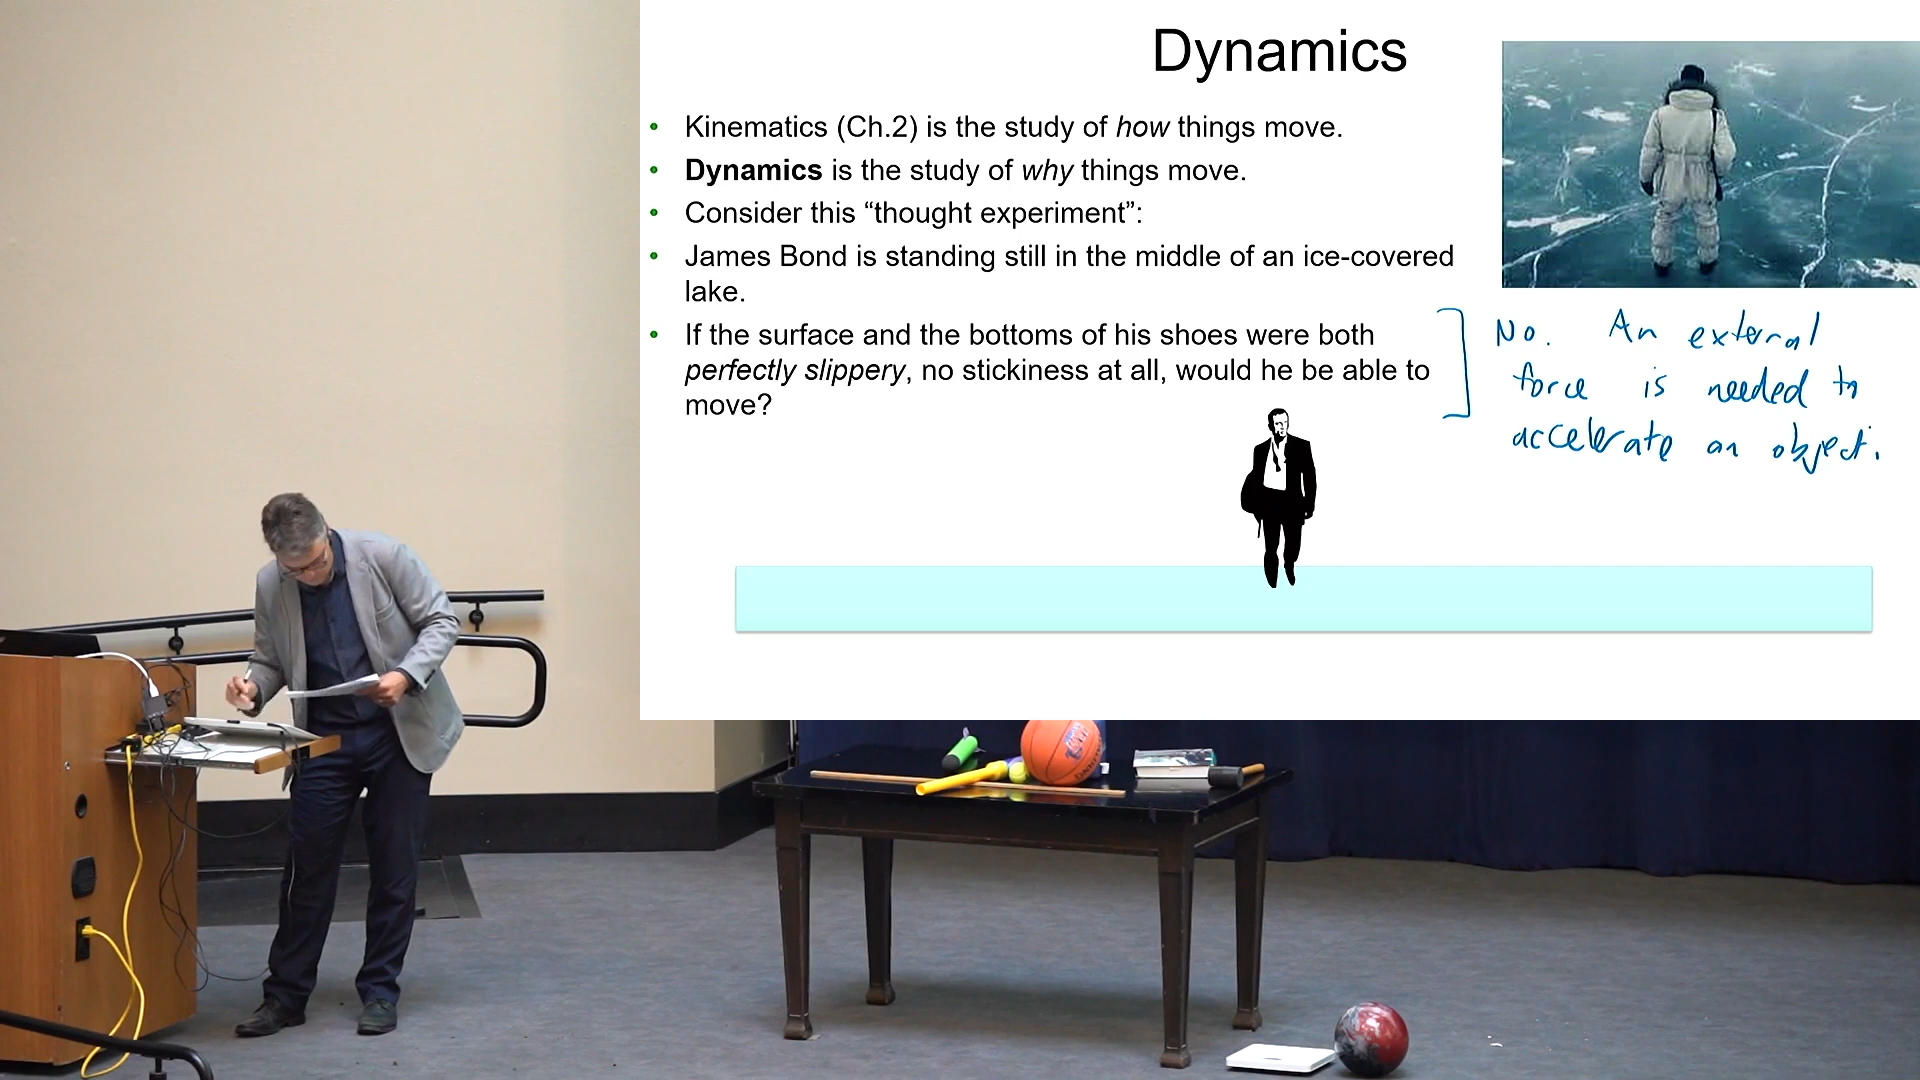 Dynamics
• Kinematics (Ch.2) is the study of how things move.
• Dynamics is the study of why things move.
• Consider this “thought experiment”:
• James Bond is standing still in the middle of an ice-covered
lake.
• If the surface and the bottoms of his shoes were both
perfectly slippery, no stickiness at all, would he be able to
move?
No. An external
force is needed to
accelerate an object.